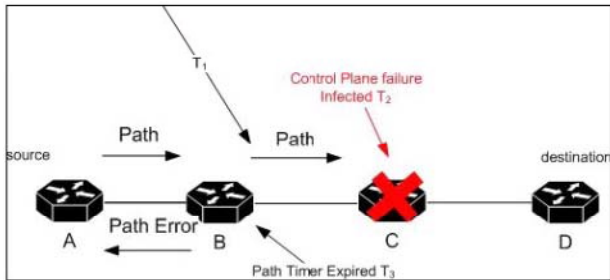 T1
Control Plane failure
Infected T2
Path
Path
source
destination
A
Path Error
B
C
D
Path Timer Expired T3